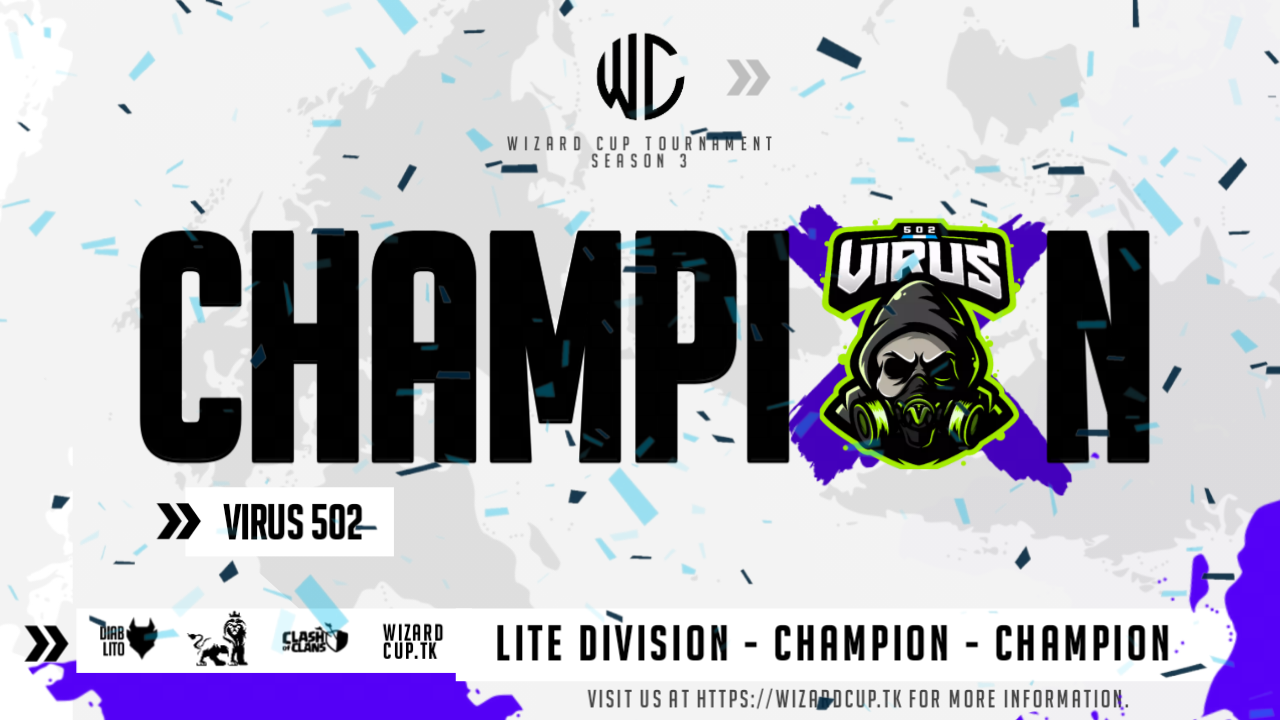 WC
WIZARD CUP TOURNAMENT
SEASON 3
CHAMPI N
502
VIRUS
VIRUS 502
DIAB
LITO
CLASH
OF CLANS
WIZARD
CUP.TK
LITE DIVISION - CHAMPION - CHAMPION
VISIT US AT HTTPS://WIZARDCUP.TK FOR MORE INFORMATION.